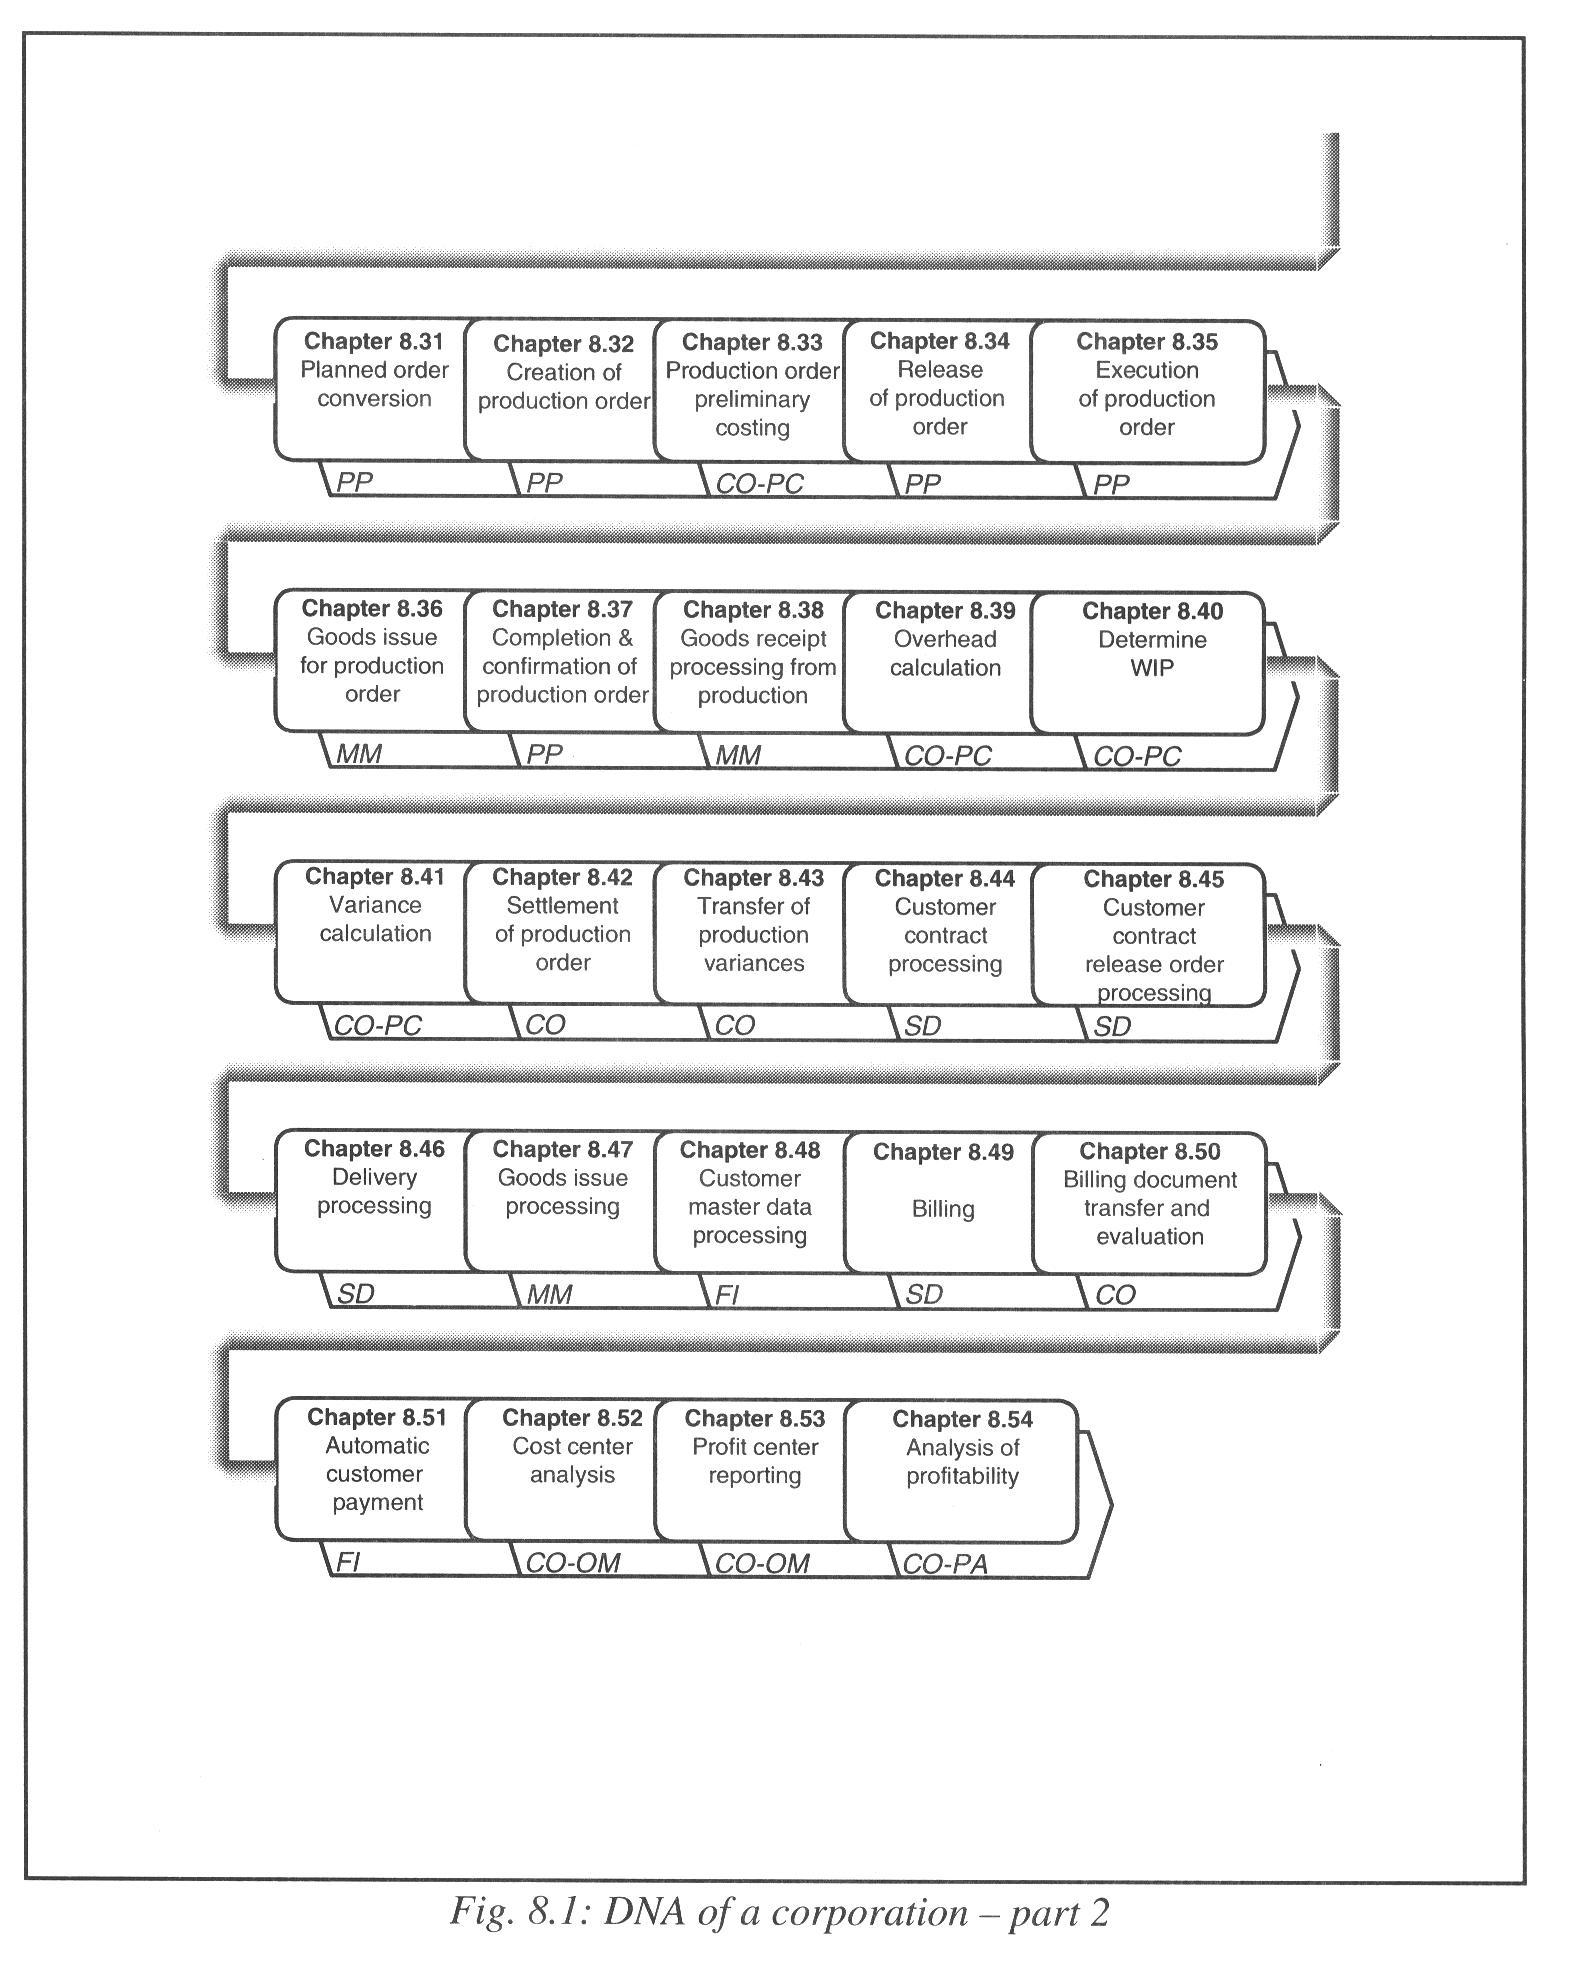 Chapter 8.31
Planned order
conversion
PP
Chapter 8.32
Creation of
production order
PP
Chapter 8.33
Production order
preliminary
costing
CO-PC
Chapter 8.34
Release
of production
order
PP
Chapter 8.35
Execution
of production
order
PP
Chapter 8.36
Goods issue
for production
order
MM
Chapter 8.37
Completion &
confirmation of
production order
PP
Chapter 8.38
Goods receipt
processing from
production
MM
Chapter 8.39
Overhead
calculation
CO-PC
Chapter 8.40
Determine
WIP
CO-PC
Chapter 8.41
Variance
calculation
CO-PC
Chapter 8.42
Settlement
of production
order
CO
Chapter 8.43
Transfer of
production
variances
CO
Chapter 8.44
Customer
contract
processing
SD
Chapter 8.45
Customer
contract
release order
processing
SD
Chapter 8.46
Delivery
processing
SD
Chapter 8.47
Goods issue
processing
MM
Chapter 8.48
Customer
master data
processing
FI
Chapter 8.49
Billing
SD
Chapter 8.50
Billing document
transfer and
evaluation
CO
Chapter 8.51
Automatic
customer
payment
FI
Chapter 8.52
Cost center
analysis
CO-OM
Chapter 8.53
Profit center
reporting
CO-OM
Chapter 8.54
Analysis of
profitability
CO-PA
Fig. 8.1: DNA of a corporation – part 2